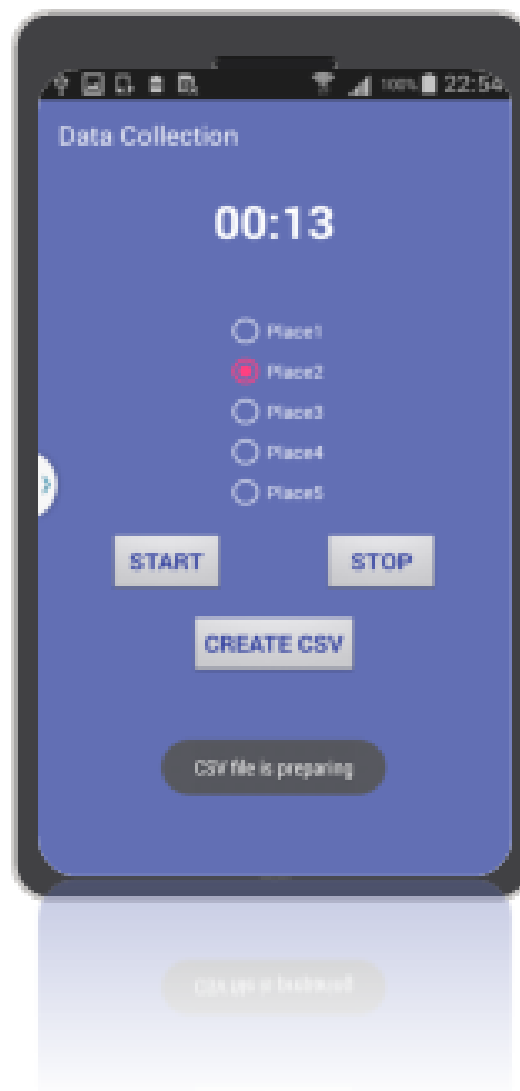 100% 22:54
Data Collection
00:13
Place1
Place2
Place3
Place4
Place5
START STOP
CREATE CSV
CSV file is preparing